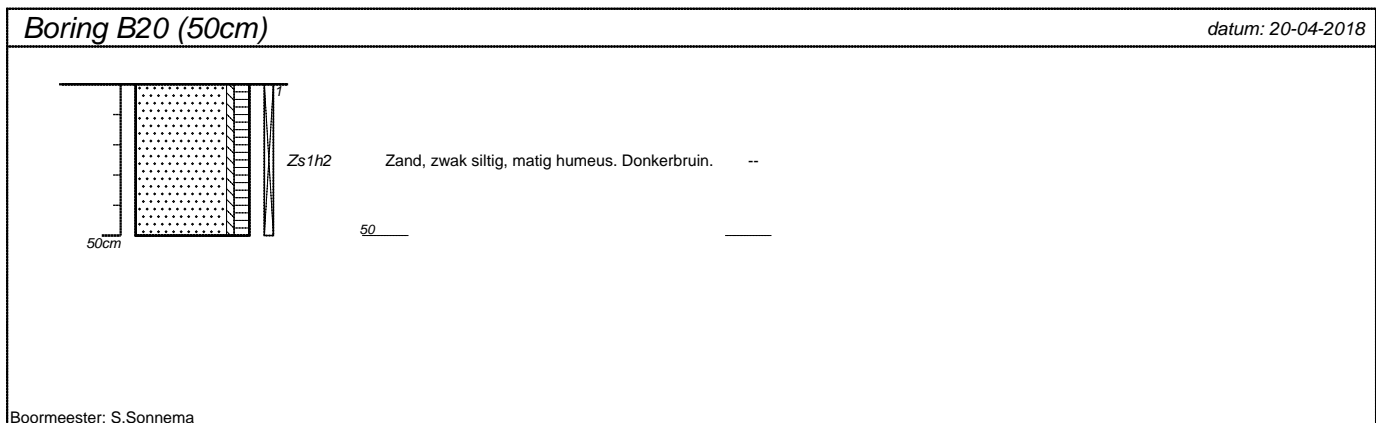 Boring B20 (50cm)
datum: 20-04-2018
1
Zs1h2 Zand, zwak siltig, matig humeus. Donkerbruin. --
50cm
50
Boormeester: S.Sonnema